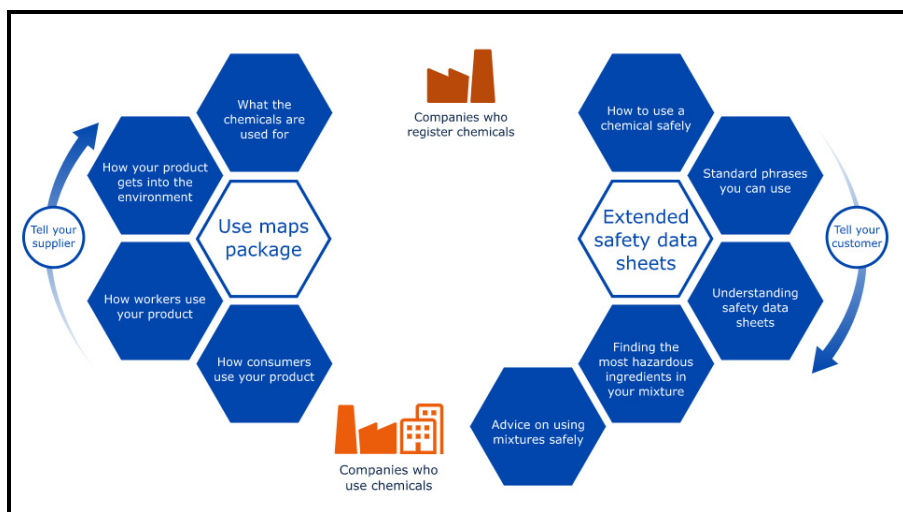 What the
chemicals are
used for
How your product
gets into the
environment
Tell your
supplier
Use maps
package
How workers use
your product
How consumers
use your product
Companies who
register chemicals
Companies who
use chemicals
How to use a
a chemical safely
Standard phrases
you can use
Extended
safety data
sheets
Tell your
customer
Understanding
safety data
sheets
Finding the
most hazardous
ingredients in
your mixture
Advice on using
mixtures safely